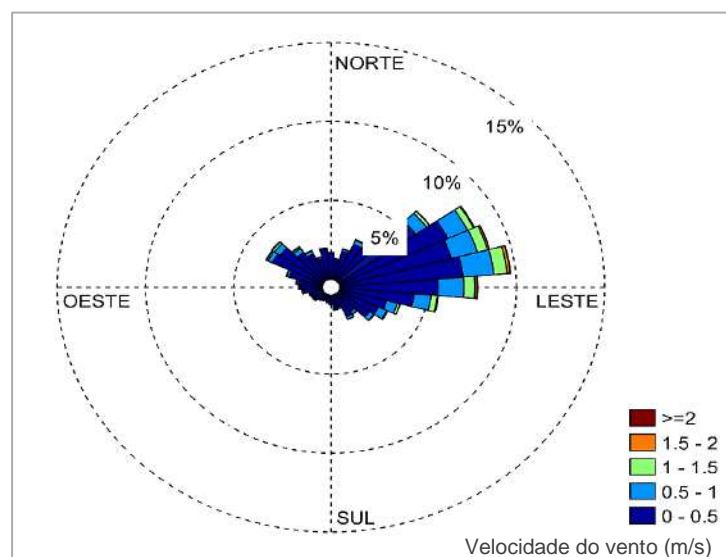 NORTE
15%
10%
5%
OESTE
LESTE
SUL
>=2
1.5 - 2
1 - 1.5
0.5 - 1
0 - 0.5
Velocidade do vento (m/s)